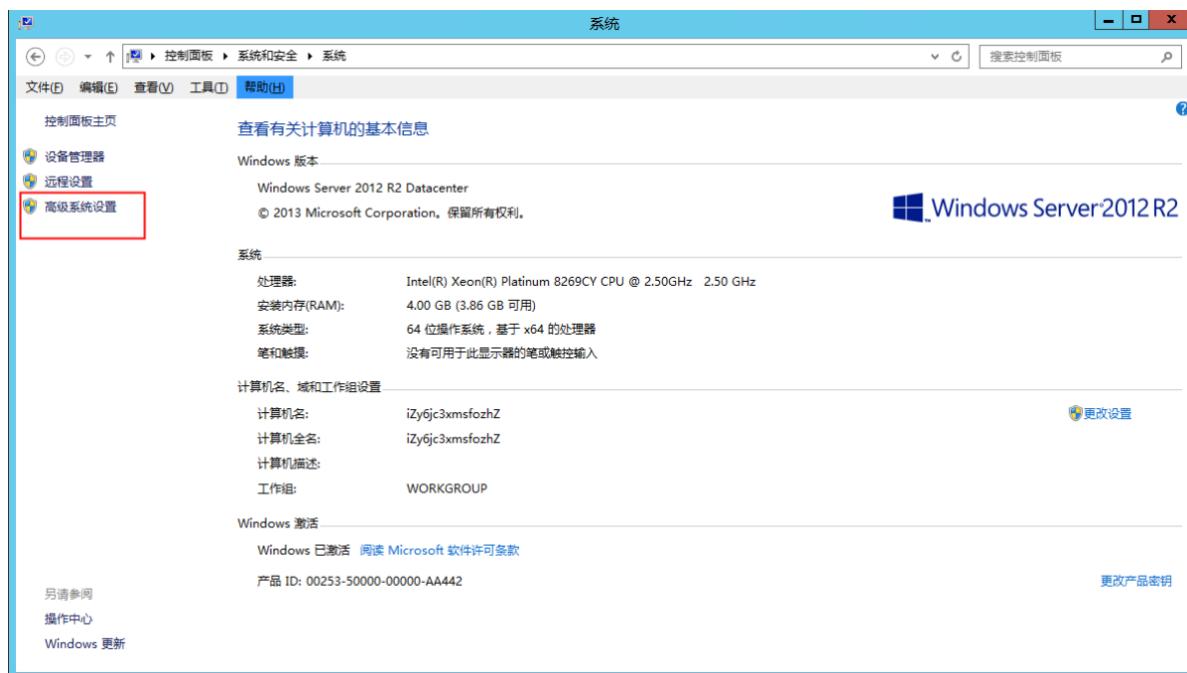 系统
控制面板 系统和安全 系统
搜索控制面板
文件(F) 编辑(E) 查看(V) 工具(T) 帮助(H)
控制面板主页
设备管理器
远程设置
高级系统设置
查看有关计算机的基本信息
Windows 版本
Windows Server 2012 R2 Datacenter
© 2013 Microsoft Corporation。保留所有权利。
Windows Server 2012 R2
系统
处理器: Intel(R) Xeon(R) Platinum 8269CY CPU @ 2.50GHz 2.50 GHz
安装内存(RAM): 4.00 GB (3.86 GB 可用)
系统类型: 64 位操作系统，基于 x64 的处理器
笔和触摸: 没有可用于此显示器的笔或触控输入
计算机名、域和工作组设置
计算机名: iZy6jc3xmsfozhZ 更改设置
计算机全名: iZy6jc3xmsfozhZ
计算机描述:
工作组: WORKGROUP
Windows 激活
Windows 已激活 阅读 Microsoft 软件许可条款
产品 ID: 00253-50000-00000-AA442 更改产品密钥
另请参阅
操作中心
Windows 更新